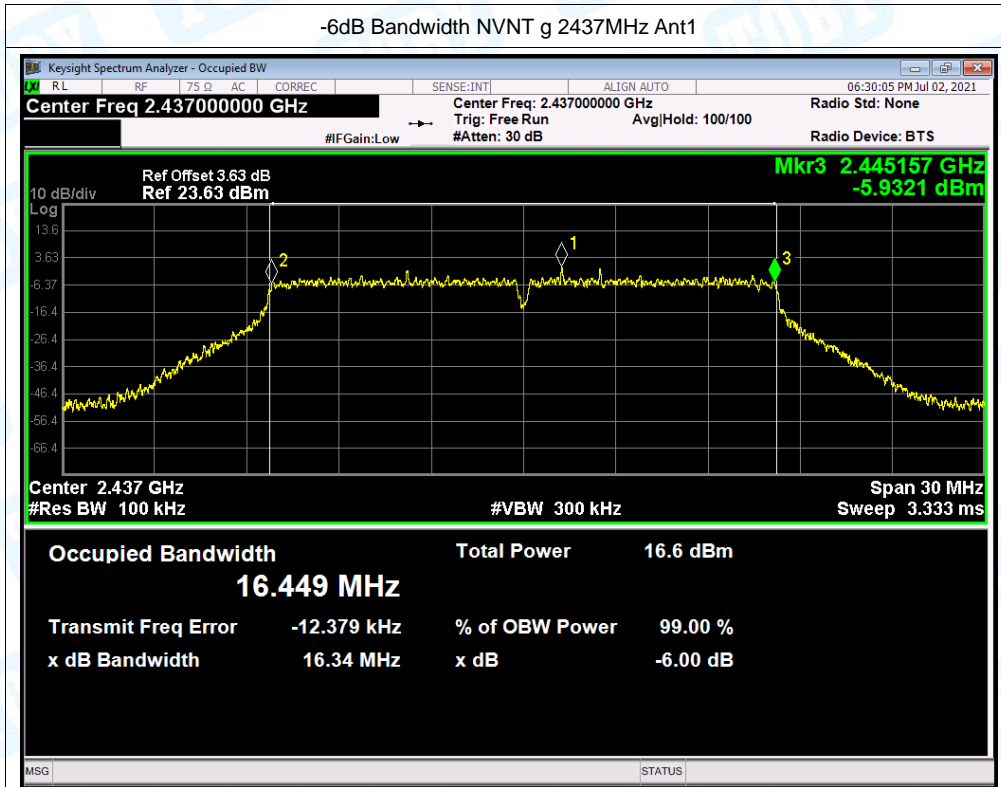 -6dB Bandwidth NVNT g 2437MHz Ant1
Keysight Spectrum Analyzer - Occupied BW
LXI RL RF 75 Ω AC CORREC SENSE:INT ALIGN AUTO 06:30:05 PM Jul 02, 2021
Center Freq 2.437000000 GHz Center Freq: 2.437000000 GHz Radio Std: None
Trig: Free Run Avg|Hold: 100/100
#IFGain:Low #Atten: 30 dB Radio Device: BTS
Mkr3 2.445157 GHz
Ref Offset 3.63 dB
-5.9321 dBm
10 dB/div Ref 23.63 dBm
Log
13.6
3.63
-6.37
-16.4
-26.4
-36.4
-46.4
-56.4
-66.4
1
2
3
Center 2.437 GHz Span 30 MHz
#Res BW 100 kHz #VBW 300 kHz Sweep 3.333 ms
Occupied Bandwidth Total Power 16.6 dBm
16.449 MHz
Transmit Freq Error -12.379 kHz % of OBW Power 99.00 %
x dB Bandwidth 16.34 MHz x dB -6.00 dB
MSG STATUS